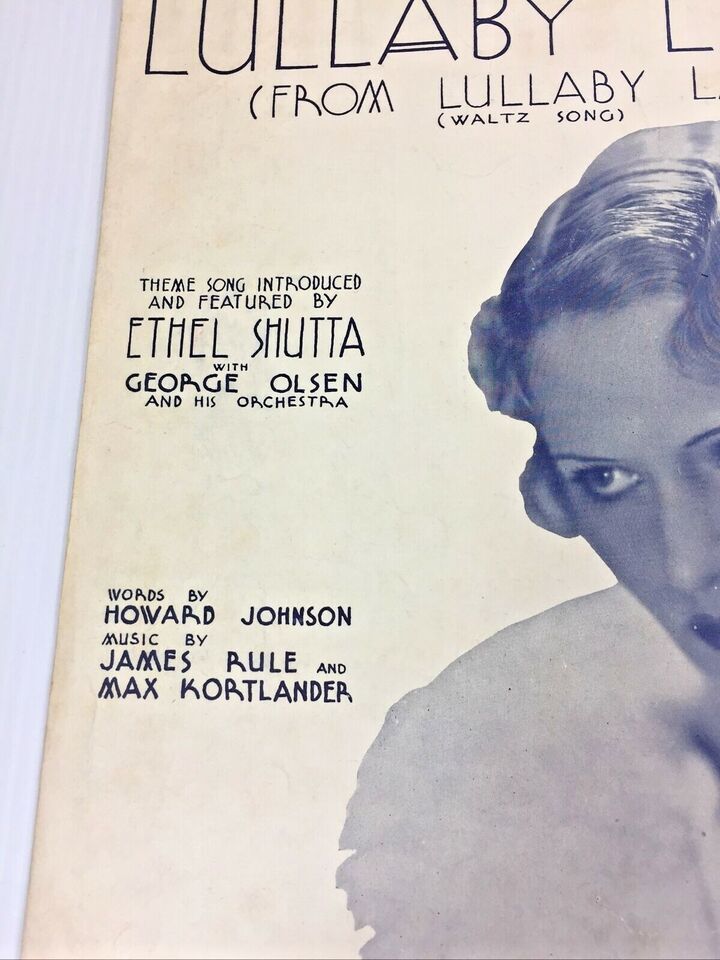 LULLABY L
(FROM LULLABY LA
(WALTZ SONG)
THEME SONG INTRODUCED
AND FEATURED BY
ETHEL SHUTTA
WITH
GEORGE OLSEN
AND HIS ORCHESTRA
WORDS BY
HOWARD JOHNSON
MUSIC BY
JAMES RULE AND
MAX KORTLANDER